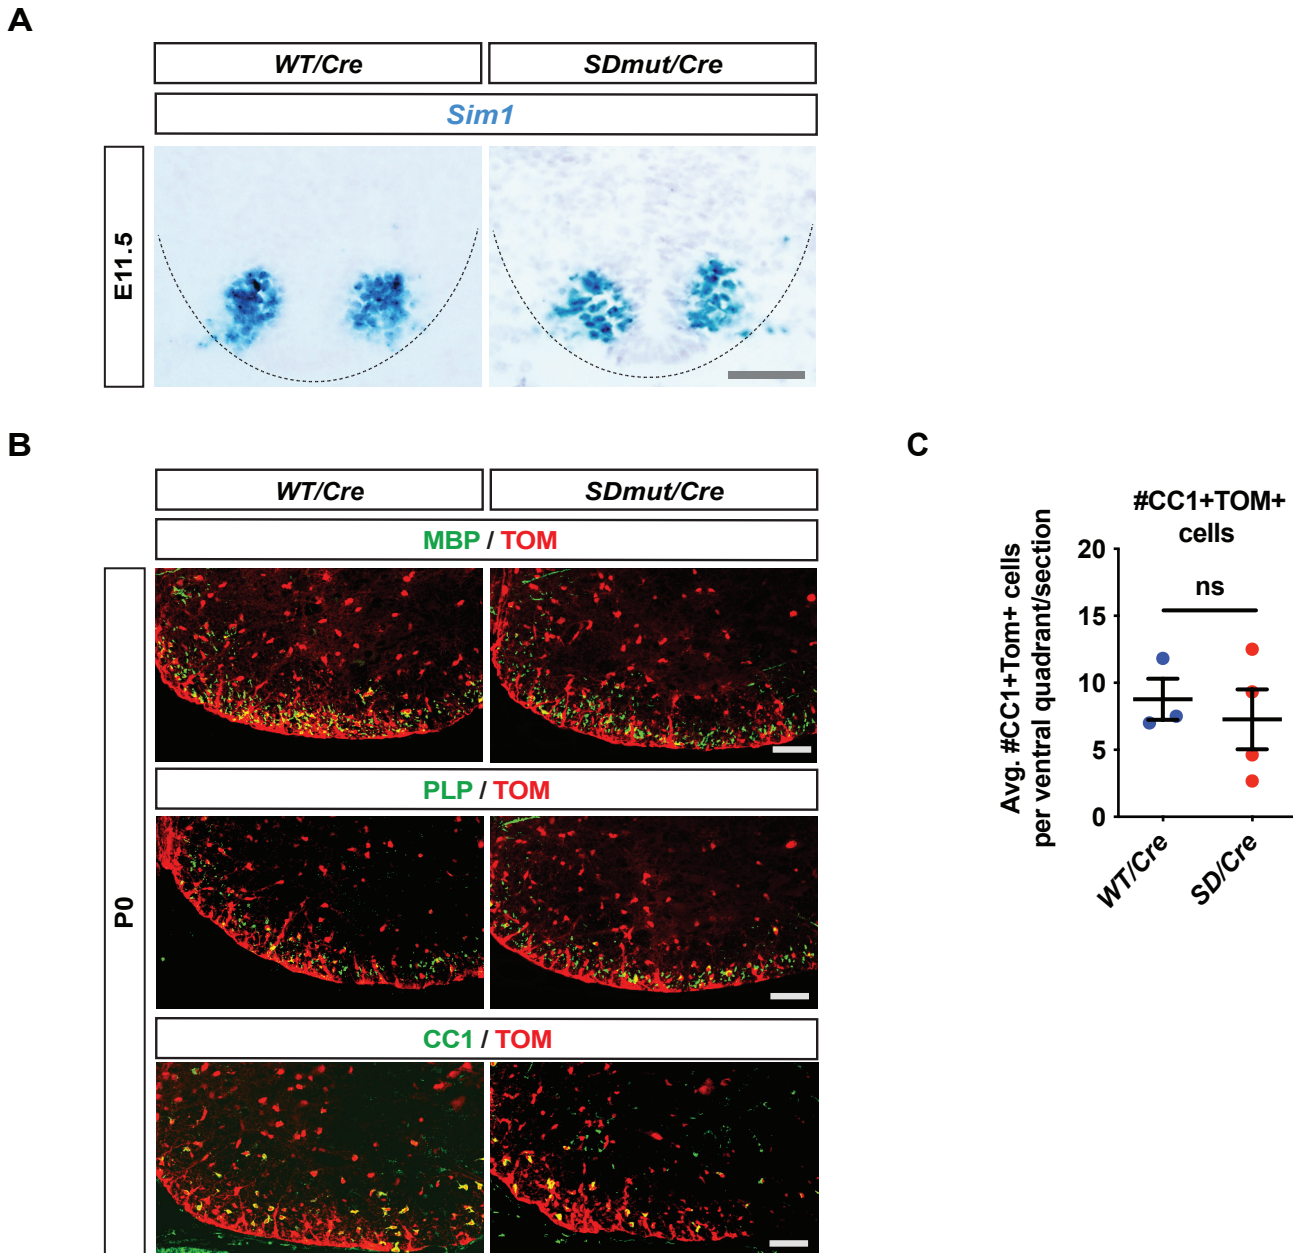 A
WT/Cre
SDmut/Cre
Sim1
E11.5
B
WT/Cre
SDmut/Cre
MBP / TOM
PLP / TOM
P0
CC1 / TOM
C
#CC1+TOM+
cells
Avg. #CC1+Tom+ cells
per ventral quadrant/section
20
15
10
5
0
ns
WT/Cre
SD/Cre